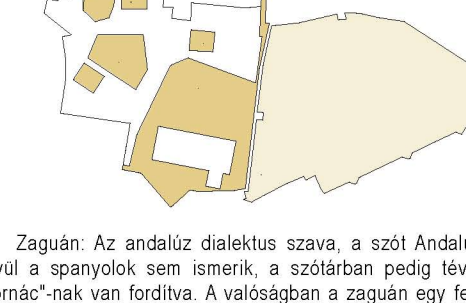 Zaguán: Az andalúz dialektus szava, a szót Andalú
vül a spanyolok sem ismerik, a szótárban pedig tév
ornác"-nak van fordítva. A valóságban a zaguán egy fe